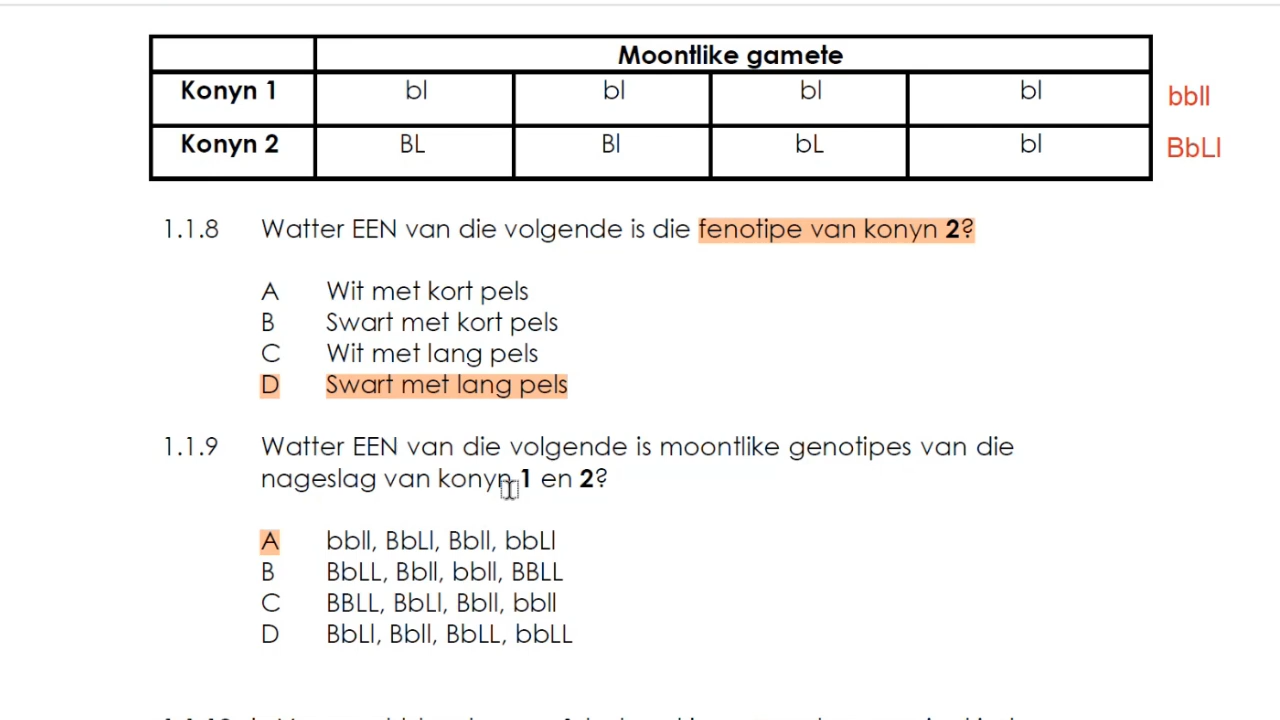 Moontlike gamete
Konyn 1 bl bl bl bl bbll
Konyn 2 BL Bl bL bl BbLl
1.1.8 Watter EEN van die volgende is die fenotipe van konyn 2?
A Wit met kort pels
B Swart met kort pels
C Wit met lang pels
D Swart met lang pels
1.1.9 Watter EEN van die volgende is moontlike genotipes van die
nageslag van konyn 1 en 2?
A bbll, BbLl, Bbll, bbLl
B BbLL, Bbll, bbll, BBLL
C BBLL, BbLl, Bbll, bbll
D BbLl, Bbll, BbLL, bbLL